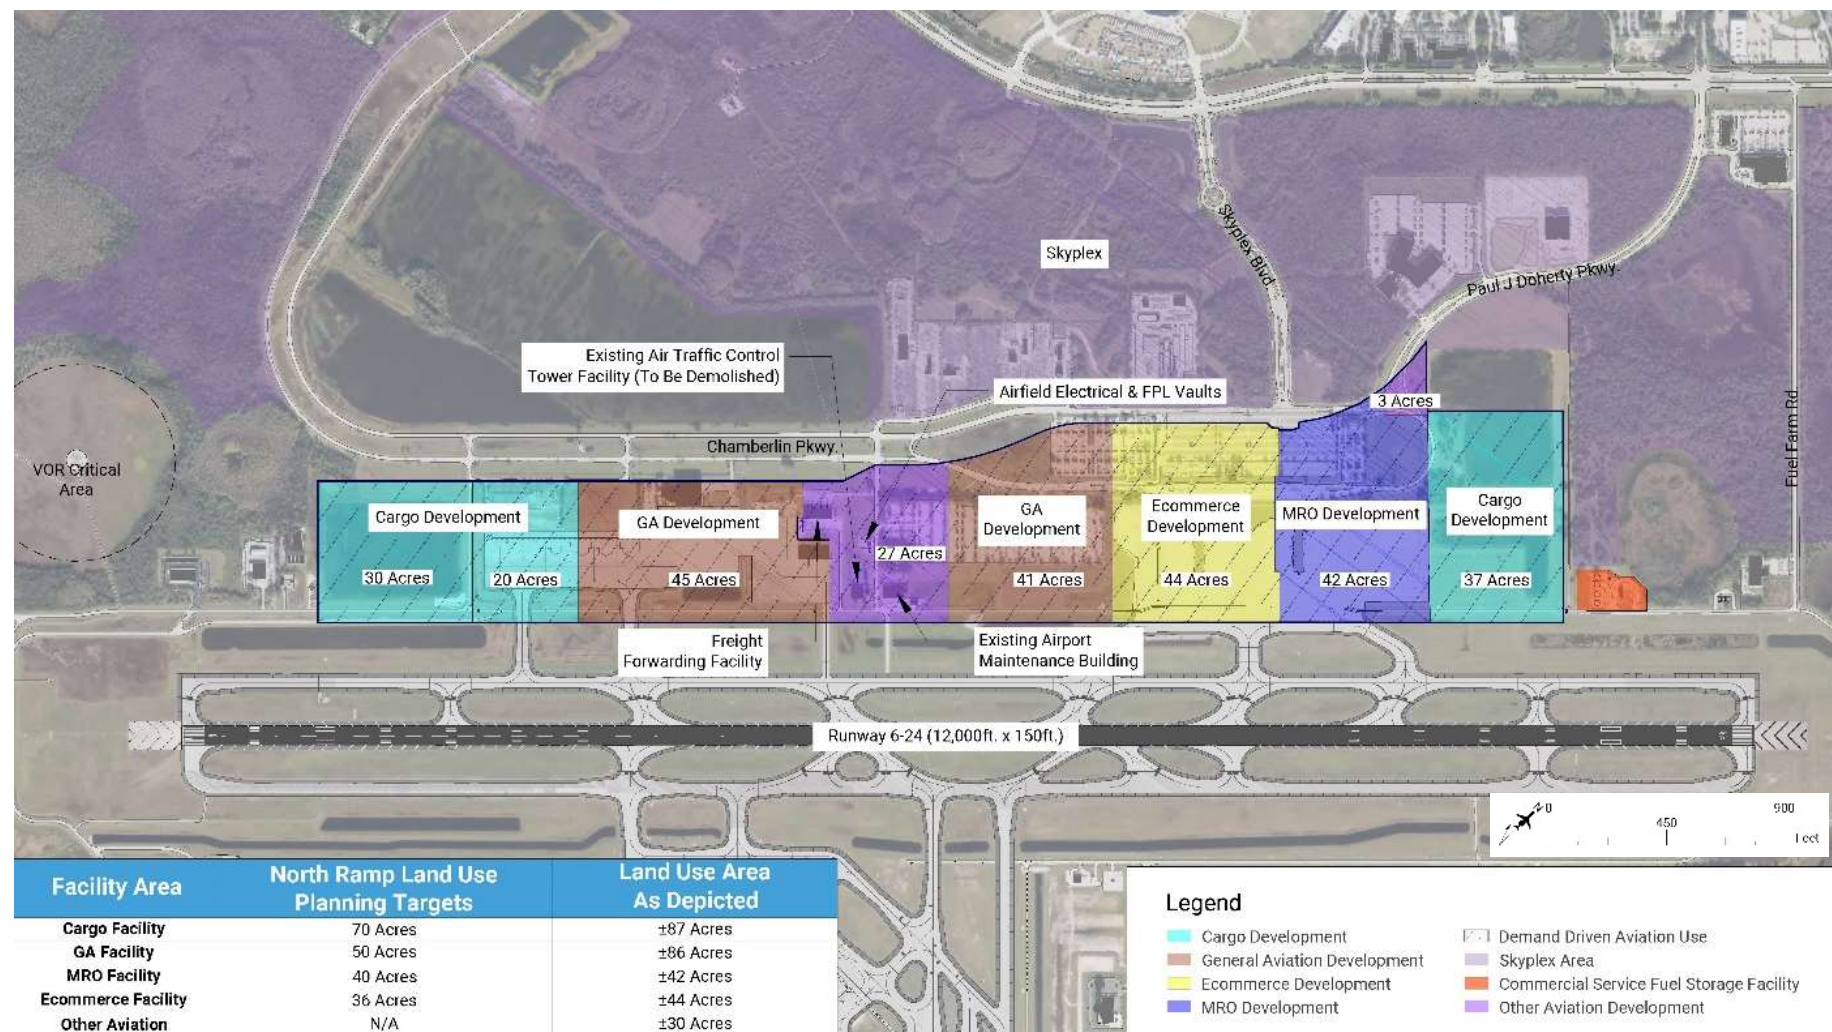 Skyplex
Skyplex Blvd.
Paul J Doherty Pkwy.
Existing Air Traffic Control
Tower Facility (To Be Demolished)
Airfield Electrical & FPL Vaults
3 Acres
Chamberlin Pkwy.
Fuel Farm Rd
VOR Critical
Area
Cargo Development
GA Development
GA
Development
Ecommerce
Development
MRO Development
Cargo
Development
2/ Acres
30 Acres
20 Acres
45 Acres
41 Acres
44 Acres
42 Acres
37 Acres
Freight
Forwarding Facility
Existing Airport
Maintenance Building
Runway 6-24 (12,000ft. x 150ft.)
0
450
900
Feet
Facility Area
North Ramp Land Use
Planning Targets
Land Use Area
As Depicted
Cargo Facility 70 Acres ±87 Acres
GA Facility 50 Acres ±86 Acres
MRO Facility 40 Acres ±42 Acres
Ecommerce Facility 36 Acres ±44 Acres
Other Aviation N/A ±30 Acres
Legend
Cargo Development
General Aviation Development
Ecommerce Development
MRO Development
Demand Driven Aviation Use
Skyplex Area
Commercial Service Fuel Storage Facility
Other Aviation Development